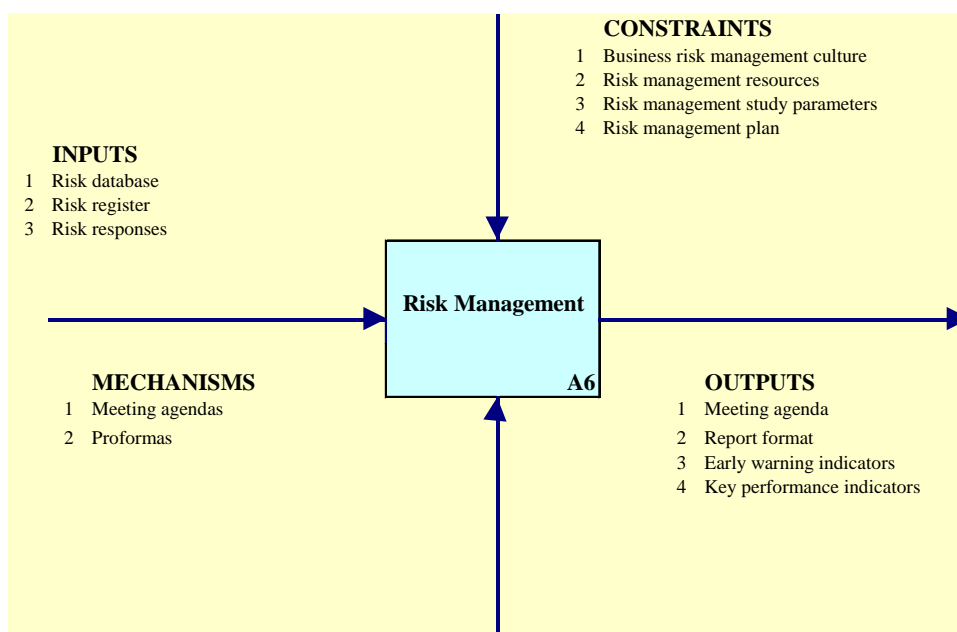 CONSTRAINTS
1 Business risk management culture
2 Risk management resources
3 Risk management study parameters
4 Risk management plan
INPUTS
1 Risk database
2 Risk register
3 Risk responses
Risk Management
A6
MECHANISMS
1 Meeting agendas
2 Proformas
OUTPUTS
1 Meeting agenda
2 Report format
3 Early warning indicators
4 Key performance indicators